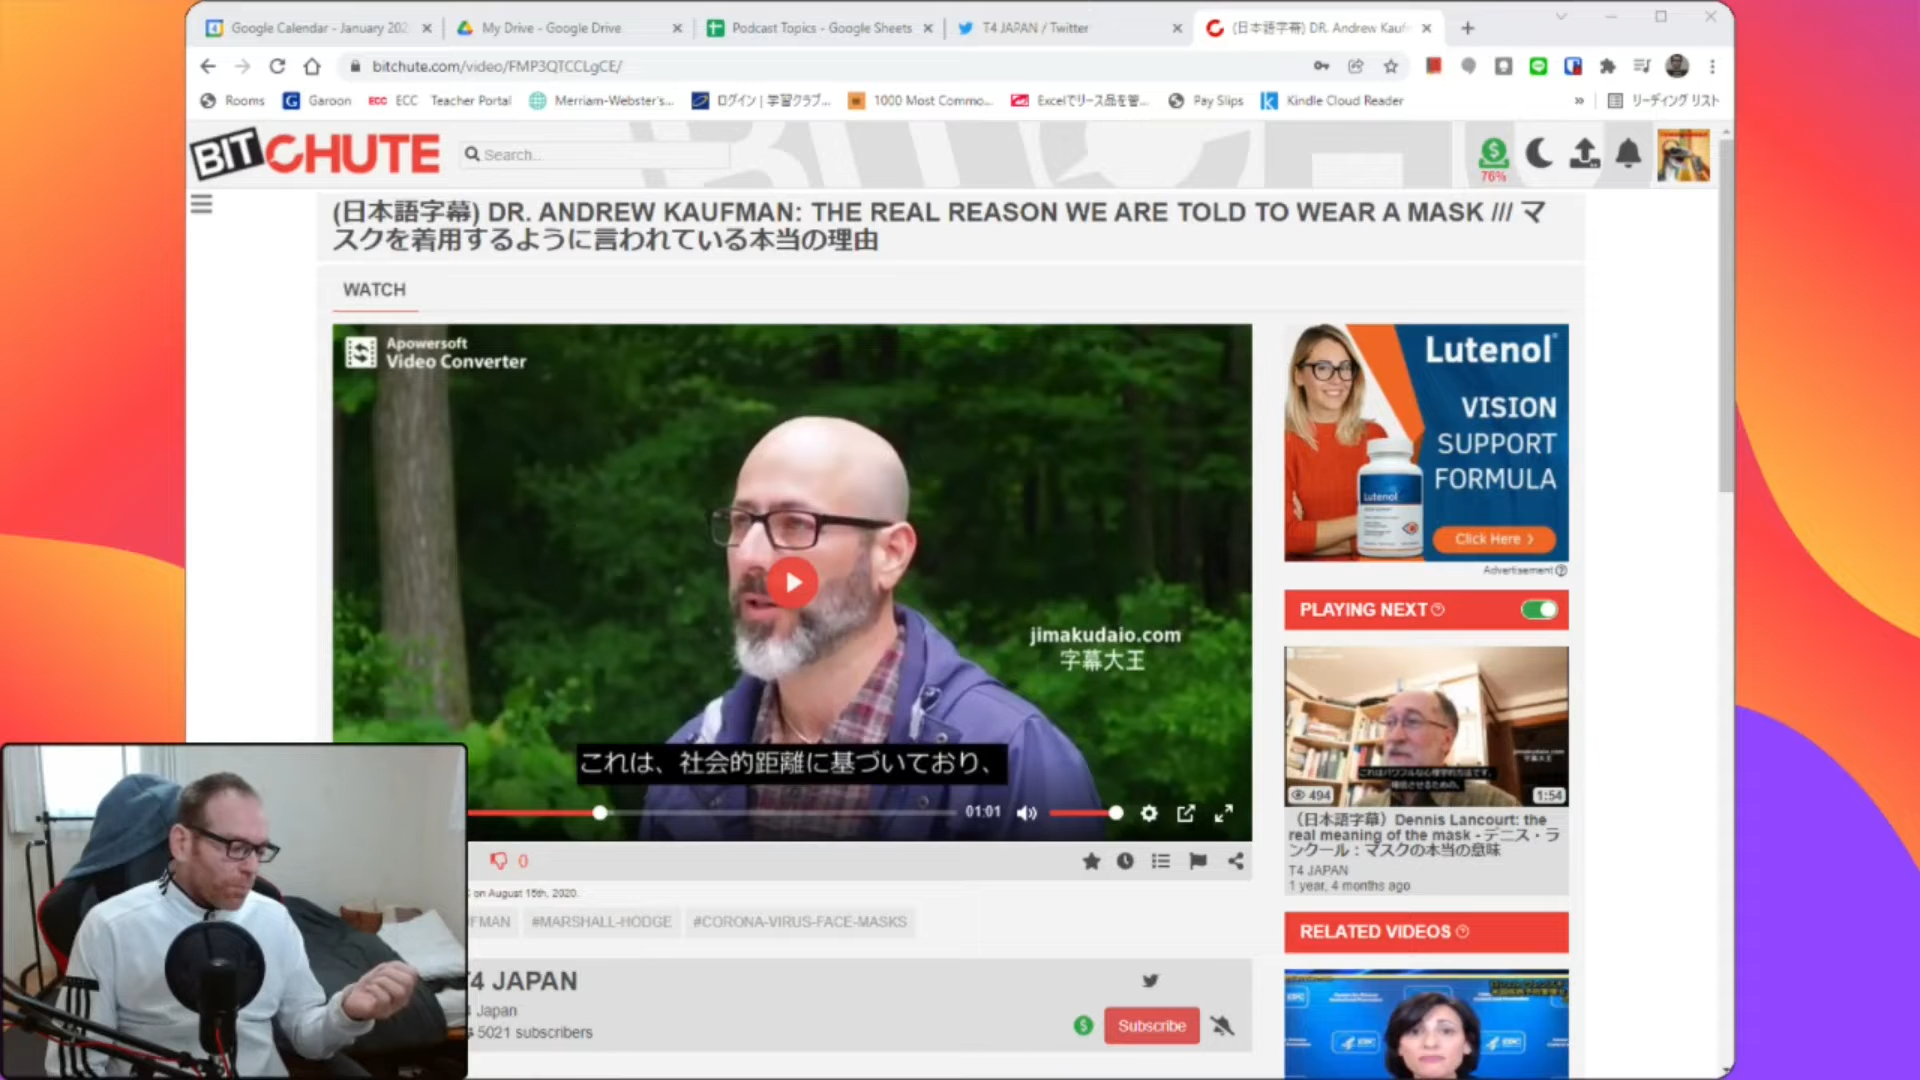 Google Calendar - January 202
My Drive - Google Drive
Podcast Topics - Google Sheets
T4 JAPAN / Twitter
(日本語字幕) DR. Andrew Kauf
bitchute.com/video/FMP3QTCCLgCE/
Rooms
Garoon
ECC ECC
Teacher Portal
Merriam-Webster's...
ログイン | 学習クラブ...
1000 Most Commo...
Excelでリース品を管...
Pay Slips
Kindle Cloud Reader
»
リーディング リスト
BITCHUTE
Search...
76%
(日本語字幕) DR. ANDREW KAUFMAN: THE REAL REASON WE ARE TOLD TO WEAR A MASK /// マ
スクを着用するように言われている本当の理由
WATCH
Apowersoft
Video Converter
jimakudaio.com
字幕大王
これは、社会的距離に基づいており、
01:01
0
on August 15th, 2020.
FMAN
#MARSHALL-HODGE
#CORONA-VIRUS-FACE-MASKS
T4 JAPAN
Japan
5021 subscribers
Subscribe
Lutenol
VISION
SUPPORT
FORMULA
Lutenol
Click Here >
Advertisement
PLAYING NEXT
494
1:54
（日本語字幕）Dennis Lancourt: the
real meaning of the mask - デニス・ラ
ンクール：マスクの本当の意味
T4 JAPAN
1 year, 4 months ago
RELATED VIDEOS